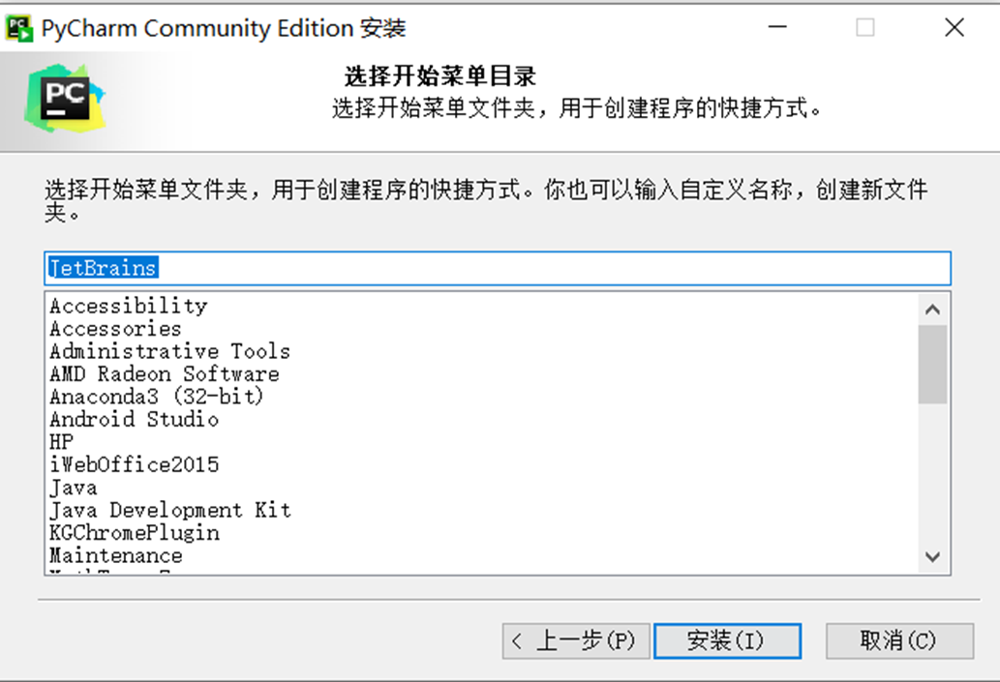 PyCharm Community Edition 安装
PC
选择开始菜单目录
选择开始菜单文件夹，用于创建程序的快捷方式。
选择开始菜单文件夹，用于创建程序的快捷方式。你也可以输入自定义名称，创建新文件
夹。
JetBrains
Accessibility
Accessories
Administrative Tools
AMD Radeon Software
Anaconda3 (32-bit)
Android Studio
HP
iWebOffice2015
Java
Java Development Kit
KGChromePlugin
Maintenance
< 上一步(P) 安装(I) 取消(C)